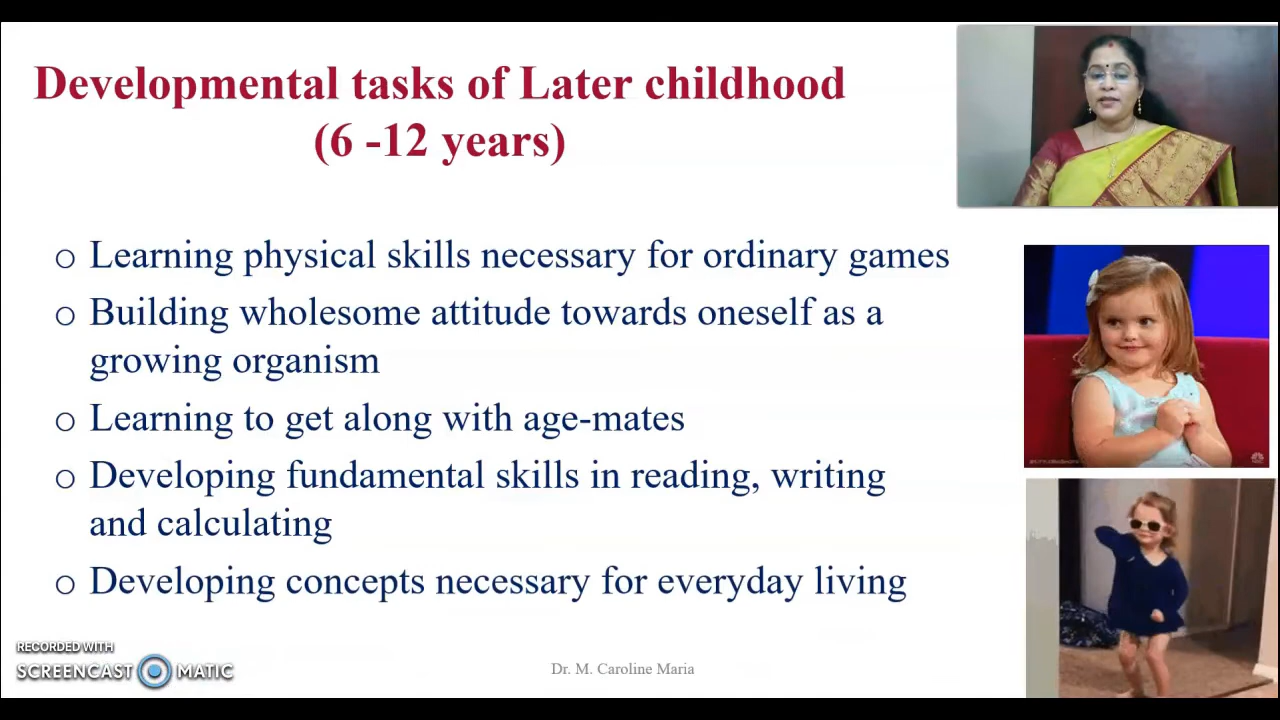 Developmental tasks of Later childhood
(6 -12 years)
o Learning physical skills necessary for ordinary games
o Building wholesome attitude towards oneself as a
growing organism
o Learning to get along with age-mates
o Developing fundamental skills in reading, writing
and calculating
o Developing concepts necessary for everyday living
RECORDED WITH
SCREENCAST MATIC
Dr. M. Caroline Maria